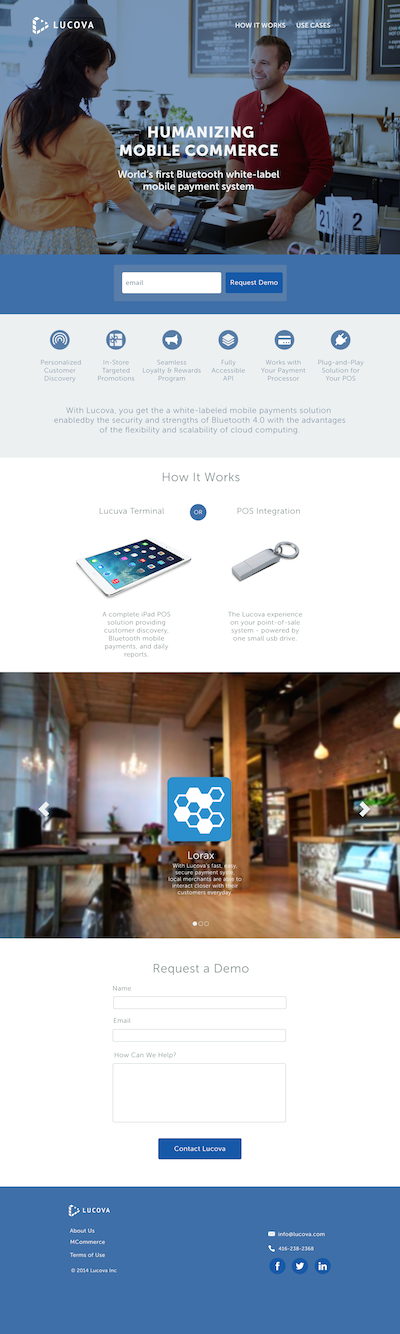 LUCOVA
HOW IT WORKS
USE CASES
HUMANIZING
MOBILE COMMERCE
World's first Bluetooth white-label
mobile payment system
email
Request Demo
Personalized
Customer
Discovery
In-Store
Targeted
Promotions
Seamless
Loyalty & Rewards
Program
Fully
Accessible
API
Works with
Your Payment
Processor
Plug-and-Play
Solution for
Your POS
With Lucova, you get the a white-labeled mobile payments solution
enabledby the security and strengths of Bluetooth 4.0 with the advantages
of the flexibility and scalability of cloud computing.
How It Works
Lucuva Terminal
OR
POS Integration
A complete iPad POS
solution providing
customer discovery,
Bluetooth mobile
payments, and daily
reports.
The Lucova experience
on your point-of-sale
system - powered by
one small usb drive.
Lorax
With Lucova's fast, easy,
secure payment syste,
local merchants are able to
interact closer with their
customers everyday
Request a Demo
Name
Email
How Can We Help?
Contact Lucova
LUCOVA
About Us
MCommerce
Terms of Use
© 2014 Lucova Inc
info@lucova.com
416-238-2368